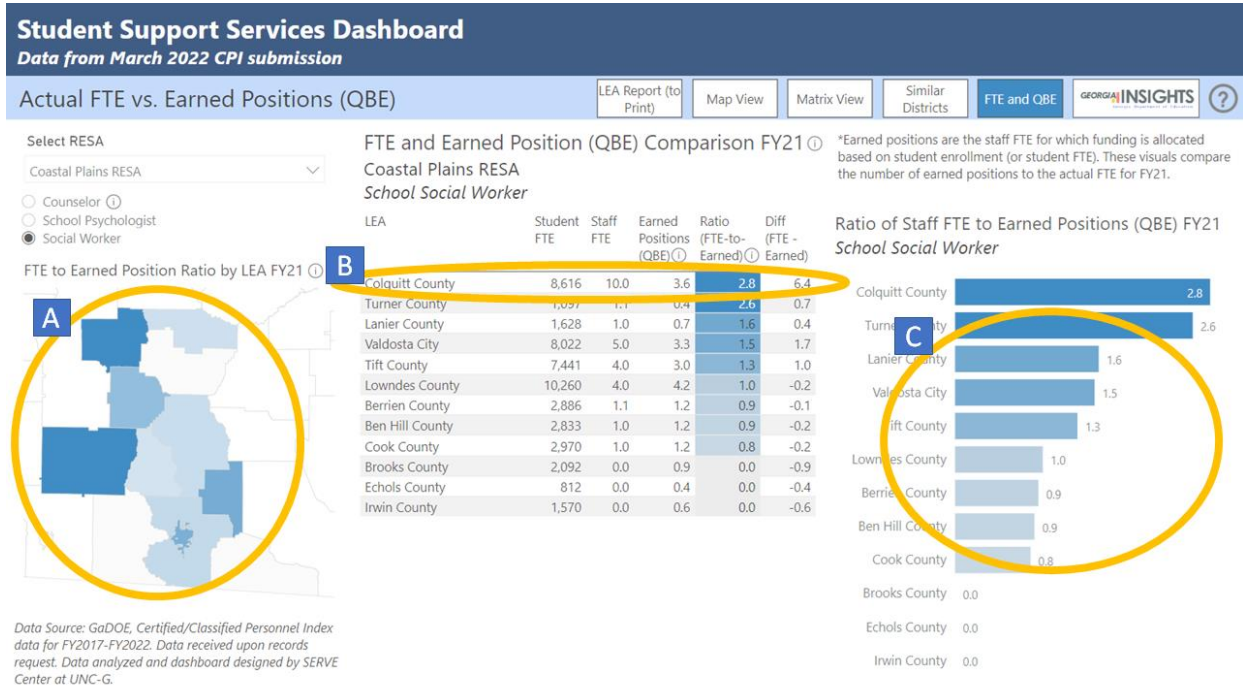 Student Support Services Dashboard
Data from March 2022 CPI submission
Actual FTE vs. Earned Positions (QBE)
LEA Report (to Print)
Map View
Matrix View
Similar Districts
FTE and QBE
GEORGIA INSIGHTS
?
Select RESA
Coastal Plains RESA
Counselor
School Psychologist
Social Worker
FTE to Earned Position Ratio by LEA FY21
A
FTE and Earned Position (QBE) Comparison FY21
Coastal Plains RESA
School Social Worker
B
LEA Student FTE Staff FTE Earned Positions (QBE) Ratio (FTE-to-Earned) Diff (FTE - Earned)
Colquitt County 8,616 10.0 3.6 2.8 6.4
Turner County 1,097 1.1 0.4 2.6 0.7
Lanier County 1,628 1.0 0.7 1.6 0.4
Valdosta City 8,022 5.0 3.3 1.5 1.7
Tift County 7,441 4.0 3.0 1.3 1.0
Lowndes County 10,260 4.0 4.2 1.0 -0.2
Berrien County 2,886 1.1 1.2 0.9 -0.1
Ben Hill County 2,833 1.0 1.2 0.9 -0.2
Cook County 2,970 1.0 1.2 0.8 -0.2
Brooks County 2,092 0.0 0.9 0.0 -0.9
Echols County 812 0.0 0.4 0.0 -0.4
Irwin County 1,570 0.0 0.6 0.0 -0.6
*Earned positions are the staff FTE for which funding is allocated
based on student enrollment (or student FTE). These visuals compare
the number of earned positions to the actual FTE for FY21.
Ratio of Staff FTE to Earned Positions (QBE) FY21
School Social Worker
C
Colquitt County 2.8
Turner County 2.6
Lanier County 1.6
Valdosta City 1.5
Tift County 1.3
Lowndes County 1.0
Berrien County 0.9
Ben Hill County 0.9
Cook County 0.8
Brooks County 0.0
Echols County 0.0
Irwin County 0.0
Data Source: GaDOE, Certified/Classified Personnel Index
data for FY2017-FY2022. Data received upon records
request. Data analyzed and dashboard designed by SERVE
Center at UNC-G.